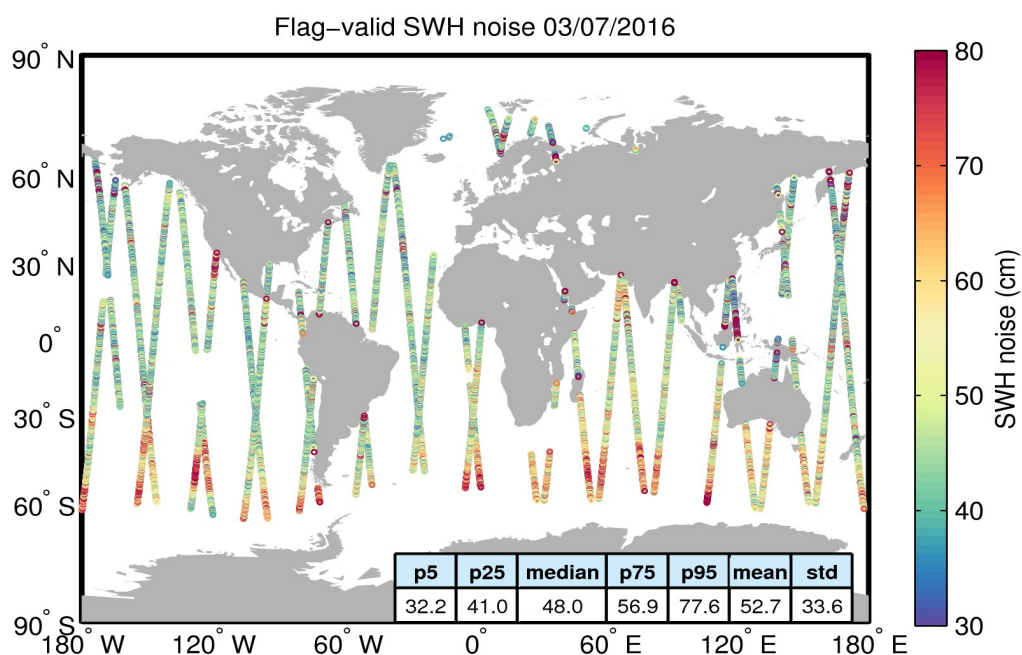 Flag−valid SWH noise 03/07/2016
90° N
60° N
30° N
0°
30° S
60° S
90° S
180° W 120° W 60° W 0° 60° E 120° E 180° E
p5 p25 median p75 p95 mean std
32.2 41.0 48.0 56.9 77.6 52.7 33.6
80
70
60
50
40
30
SWH noise (cm)